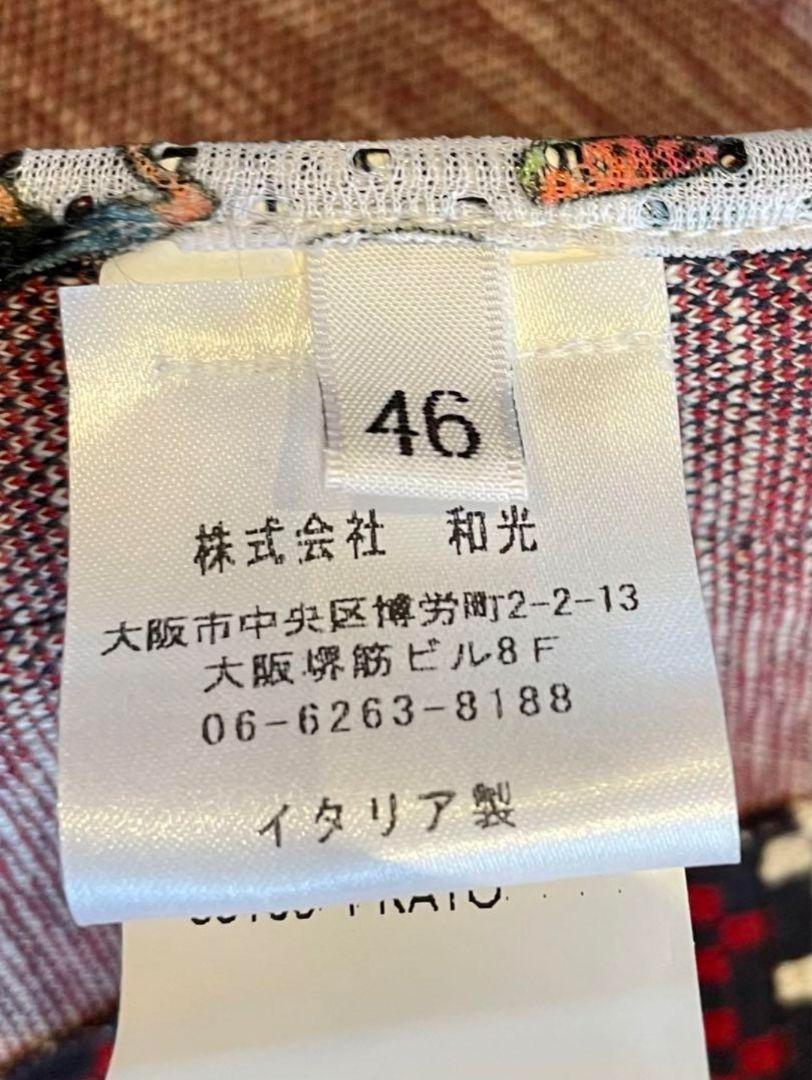 46
株式会社 和光
大阪市中央区博労町2-2-13
大阪堺筋ビル8F
06-6263-8188
イタリア製
PRATO